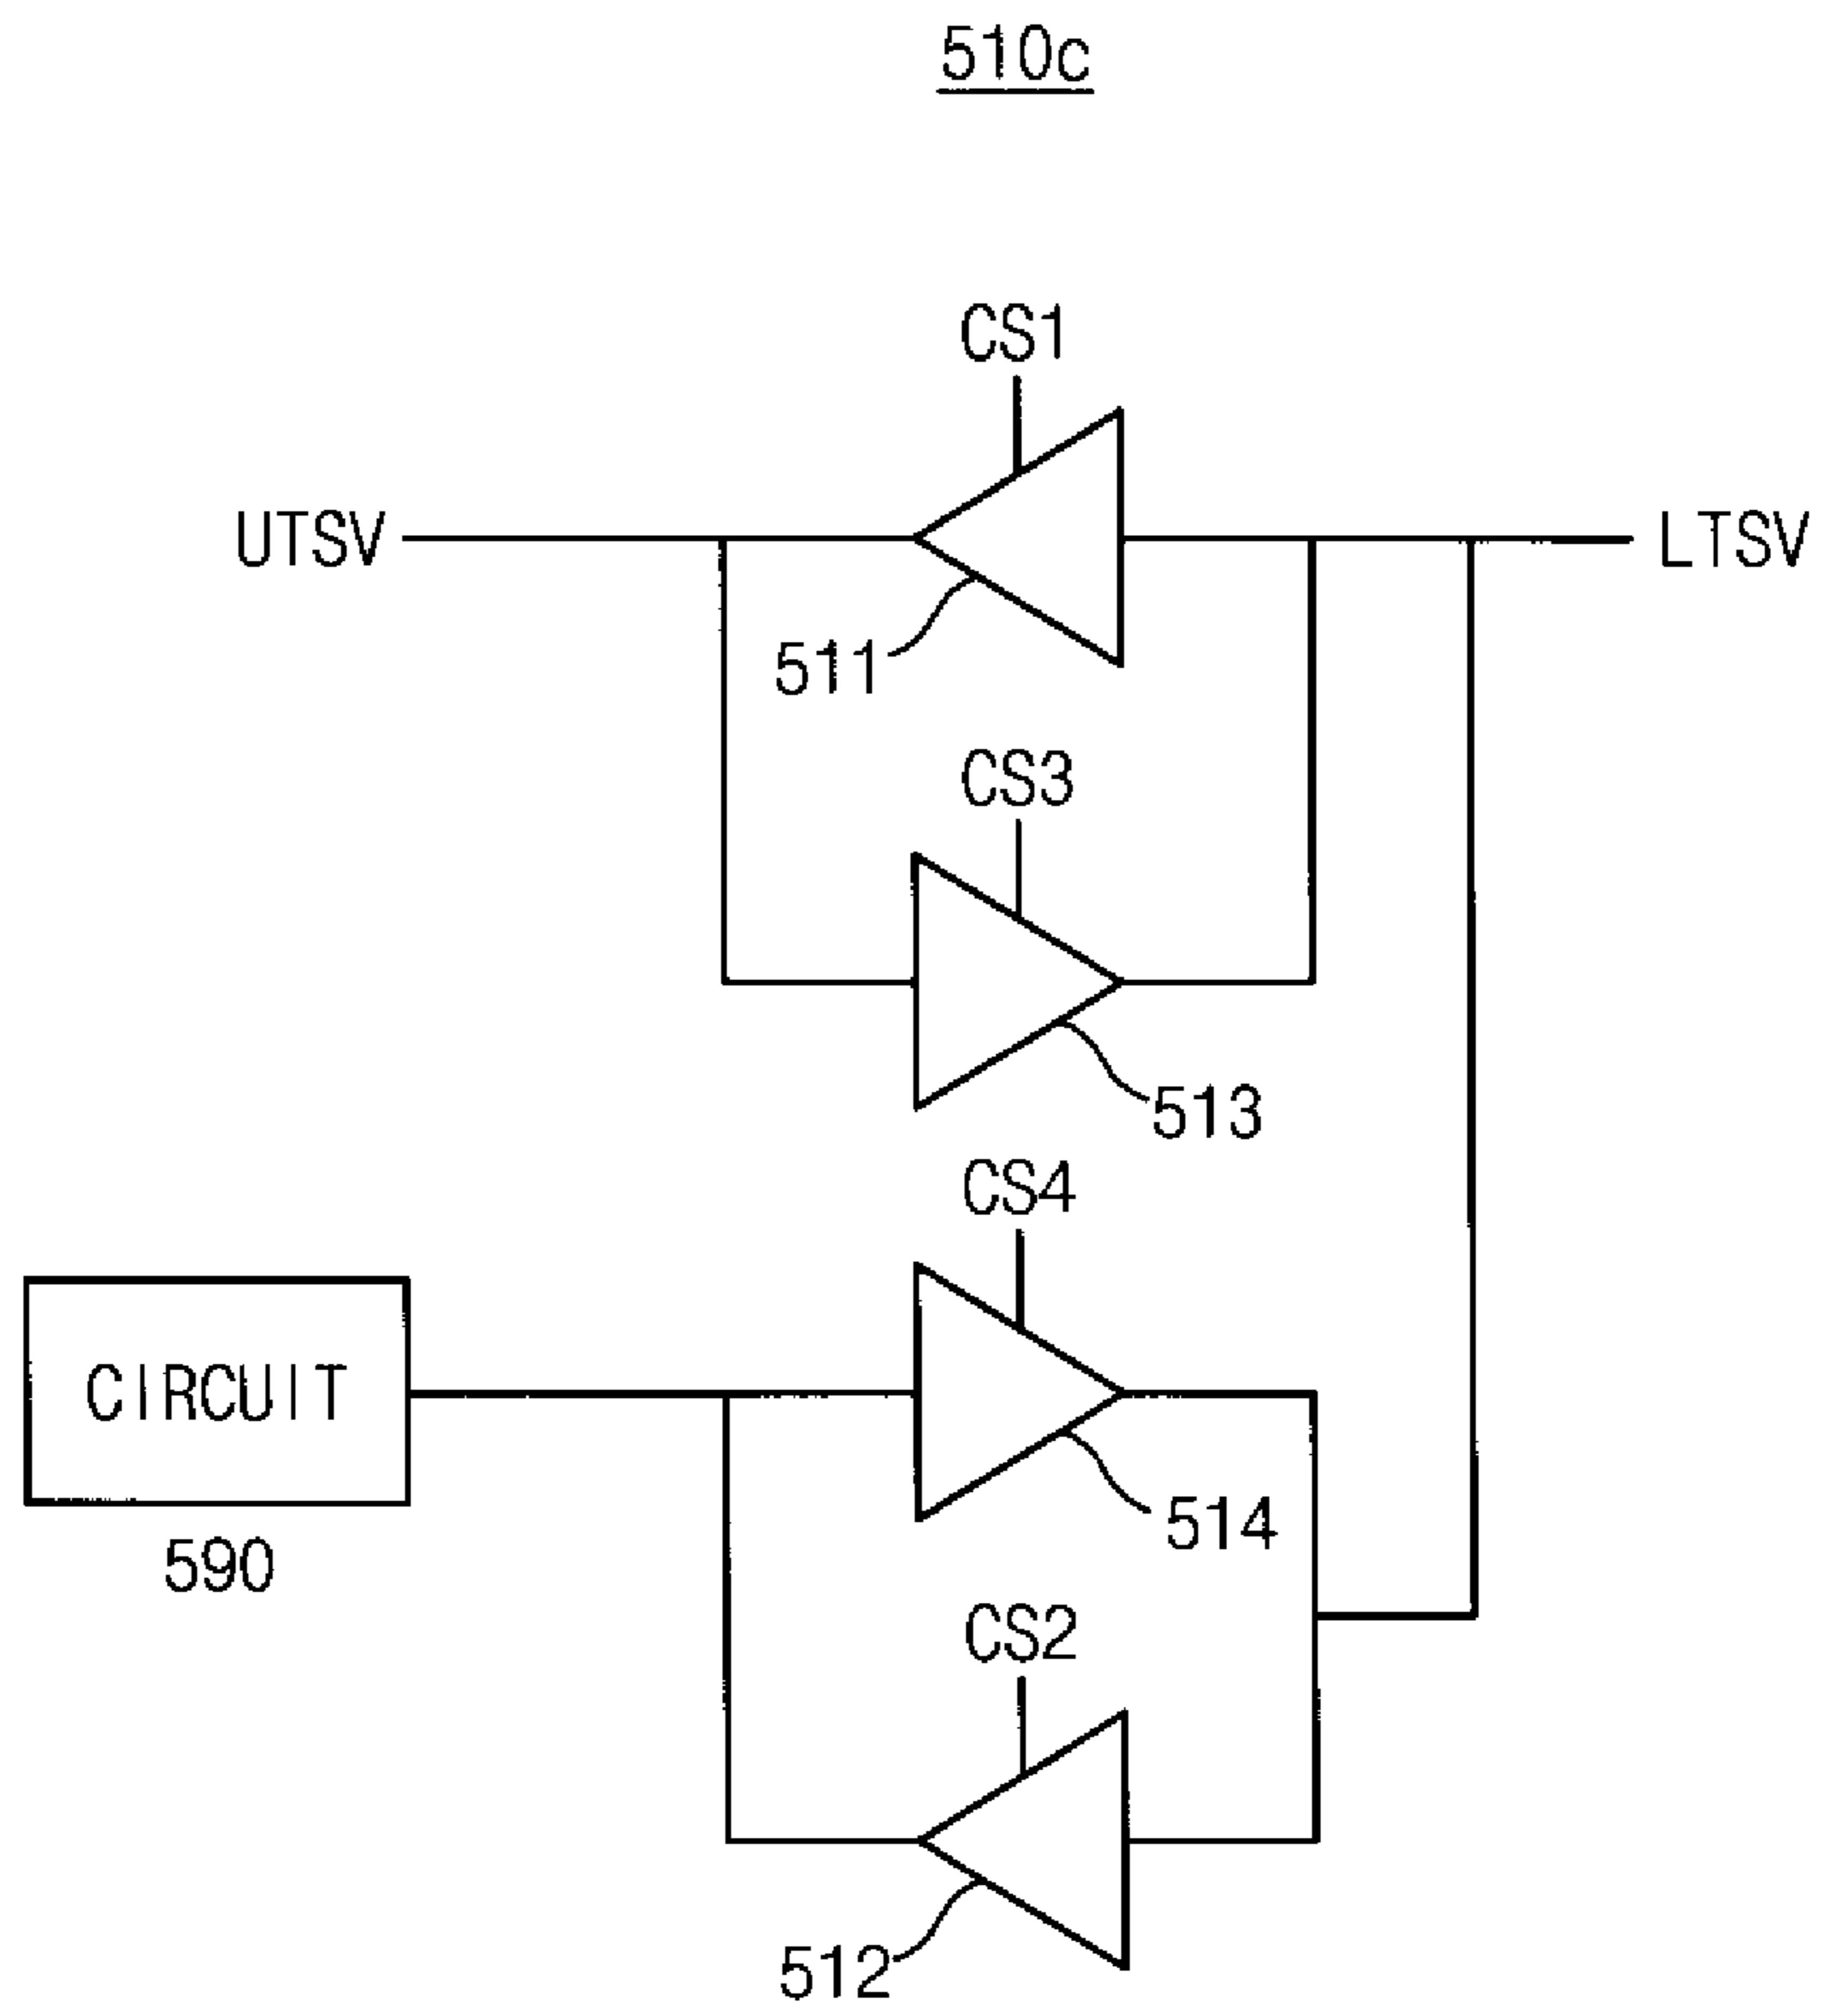 510c
CS1
UTSV
LTSV
511
CS3
513
CS4
CIRCUIT
514
590
CS2
512